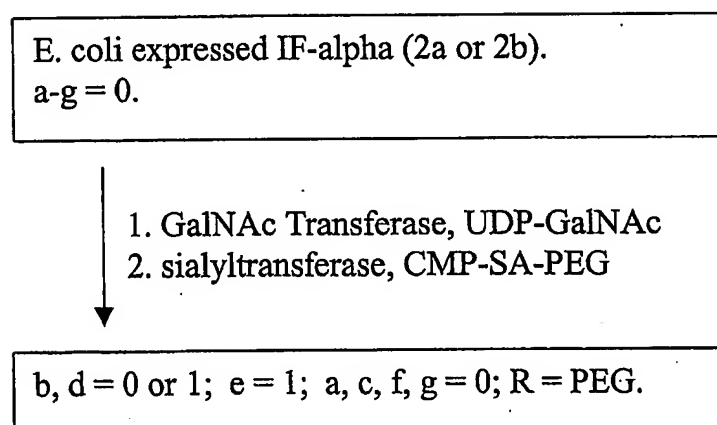 E. coli expressed IF-alpha (2a or 2b).
a-g = 0.
1. GalNAc Transferase, UDP-GalNAc
2. sialyltransferase, CMP-SA-PEG
b, d = 0 or 1; e = 1; a, c, f, g = 0; R = PEG.